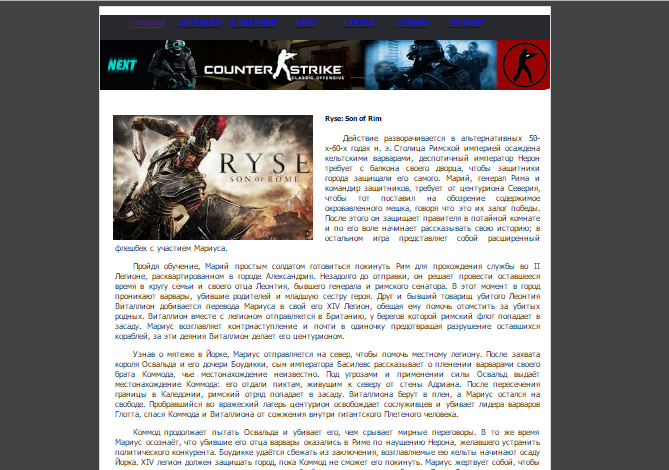 NEXT
COUNTER STRIKE
CLASSIC OFFENSIVE
RYSE
SON OF ROME
Ryse: Son of Rim
Действие разворачивается в альтернативных 50-
х-60-х годах н. э. Столица Римской империей осаждена
кельтскими варварами, деспотичный император Нерон
требует с балкона своего дворца, чтобы защитники
города защищали его самого. Марий, генерал Рима и
командир защитников, требует от центуриона Северия,
чтобы тот поставил на обозрение содержимое
окровавленного мешка, говоря что это их залог победы.
После этого он защищает правителя в потайной комнате
и по его воле начинает рассказывать свою историю; в
остальном игра представляет собой расширенный
флешбек с участием Мариуса.
Пройдя обучение, Марий простым солдатом готовиться покинуть Рим для прохождения службы во II
Легионе, расквартированном в городе Александрия. Незадолго до отправки, он решает провести оставшееся
время в кругу семьи и своего отца Леонтия, бывшего генерала и римского сенатора. В этот момент в город
проникают варвары, убившие родителей и младшую сестру героя. Друг и бывший товарищ убитого Леонтия
Виталлион добивается перевода Мариуса в свой его XIV Легион, обещая ему помочь отомстить за убитых
родных. Виталлион вместе с легионом отправляется в Британию, у берегов которой римский флот попадает в
засаду. Мариус возглавляет контрнаступление и почти в одиночку предотвращая разрушение оставшихся
кораблей, за эти деяния Виталлион делает его центурионом.
Узнав о мятеже в Йорке, Мариус отправляется на север, чтобы помочь местному легиону. После захвата
короля Освальда и его дочери Боудикки, сын императора Басилевс рассказывает о пленении варварами своего
брата Коммода, чье местонахождение неизвестно. Под угрозами и применении силы Освальд выдаёт
местонахождение Коммода: его отдали пиктам, живущим к северу от стены Адриана. После пересечения
границы в Каледонии, римский отряд попадает в засаду. Виталлиона берут в плен, а Мариус остался на
свободе. Пробравшийся во вражеский лагерь центурион освобождает сослуживцев и убивает лидера варваров
Глотта, спася Коммода и Виталлиона от сожжения внутри гигантского Плетеного человека.
Коммод продолжает пытать Освальда и убивает его, чем срывает мирные переговоры. В то же время
Мариус осознаёт, что убившие его отца варвары оказались в Риме по наущению Нерона, желавшего устранить
политического конкурента. Боудикке удаётся сбежать из заключения, возглавляемые ею кельты начинают осаду
Йорка. XIV легион должен защищать город, пока Коммод не сможет его покинуть. Мариус жертвует собой, чтобы